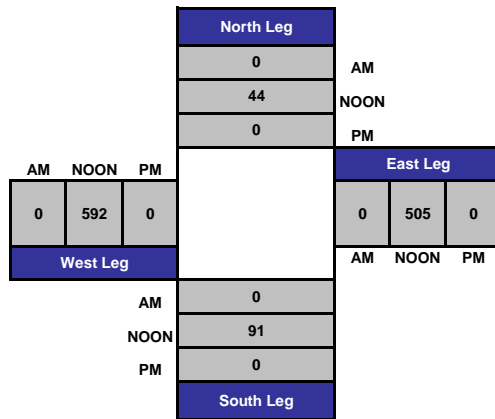 North Leg
0 AM
44 NOON
0 PM
AM NOON PM
East Leg
0 592 0
0 505 0
West Leg
AM NOON PM
AM 0
NOON 91
PM 0
South Leg